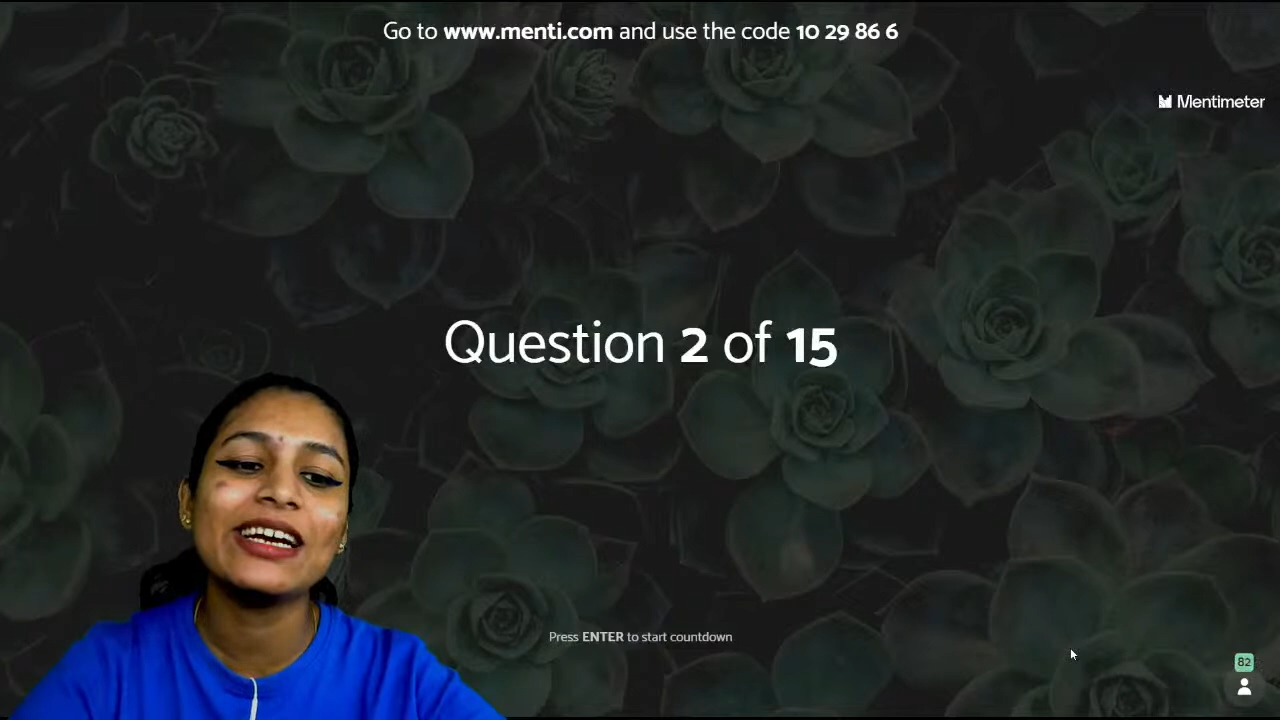 Go to www.menti.com and use the code 10 29 86 6
Mentimeter
Question 2 of 15
Press ENTER to start countdown
82